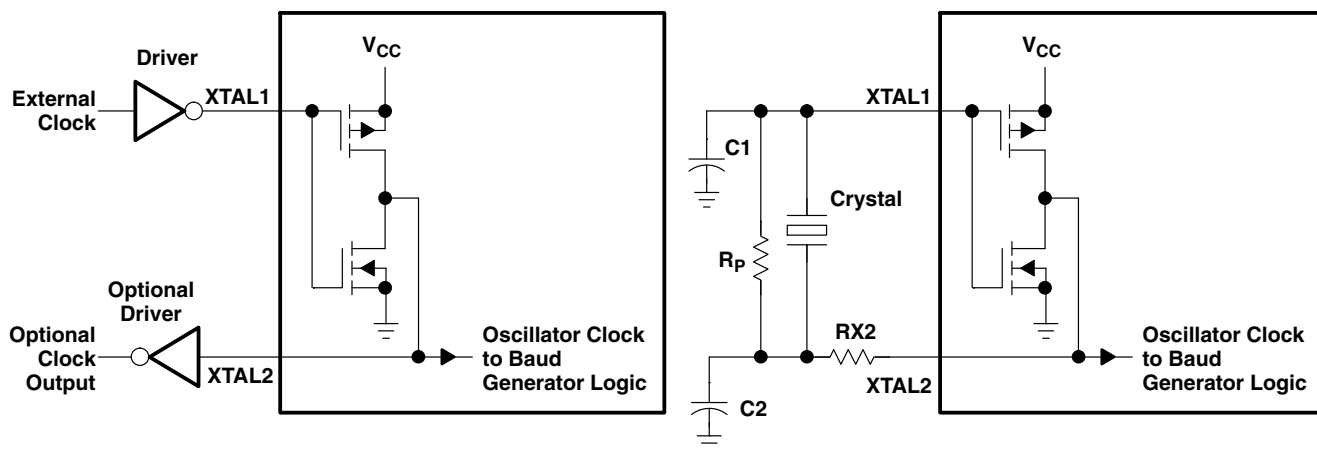 Driver
VCC
External
Clock
XTAL1
Optional
Driver
Optional
Clock
Output
XTAL2
Oscillator Clock
to Baud
Generator Logic
VCC
XTAL1
C1
Crystal
RP
RX2
XTAL2
C2
Oscillator Clock
to Baud
Generator Logic